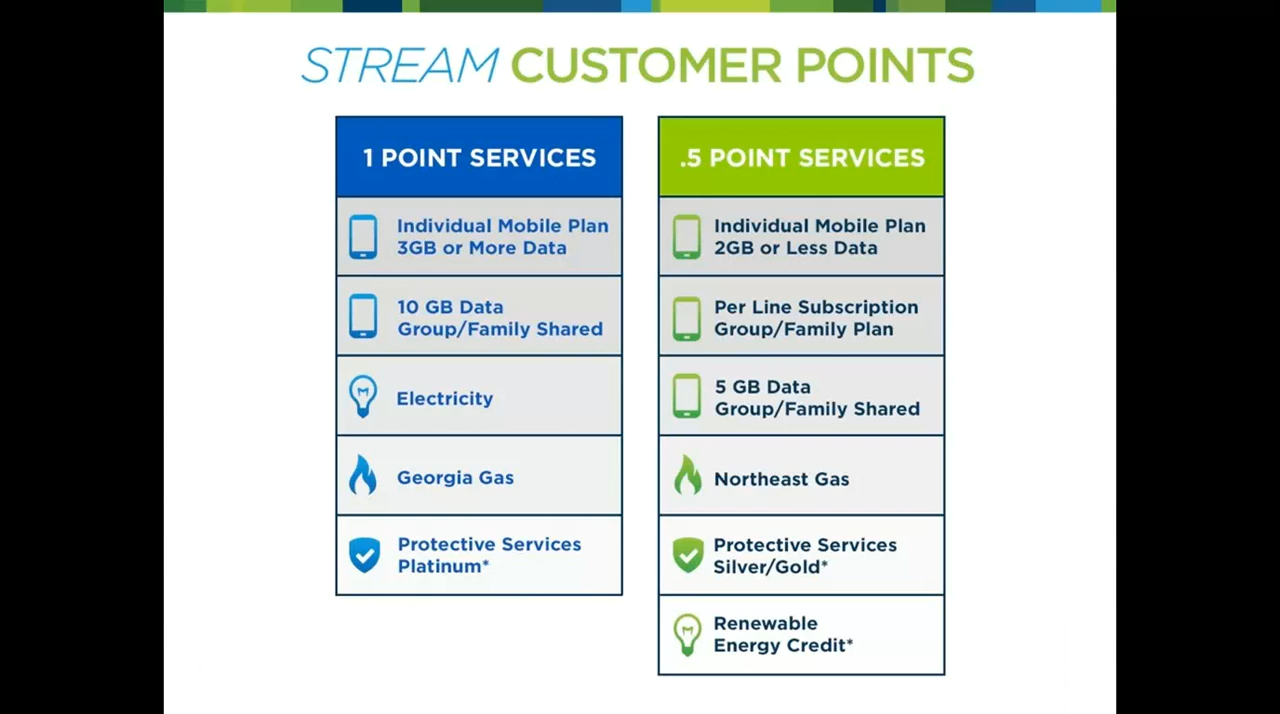 STREAM CUSTOMER POINTS
1 POINT SERVICES
Individual Mobile Plan
3GB or More Data
10 GB Data
Group/Family Shared
Electricity
Georgia Gas
Protective Services
Platinum*
.5 POINT SERVICES
Individual Mobile Plan
2GB or Less Data
Per Line Subscription
Group/Family Plan
5 GB Data
Group/Family Shared
Northeast Gas
Protective Services
Silver/Gold*
Renewable
Energy Credit*